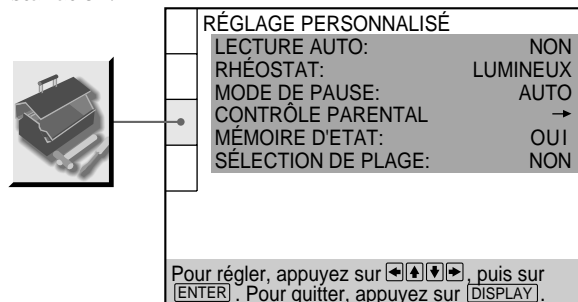 RÉGLAGE PERSONNALISÉ
LECTURE AUTO: NON
RHÉOSTAT: LUMINEUX
MODE DE PAUSE: AUTO
CONTRÔLE PARENTAL →
MÉMOIRE D'ETAT: OUI
SÉLECTION DE PLAGE: NON
Pour régler, appuyez sur ←↑↓→, puis sur
ENTER . Pour quitter, appuyez sur DISPLAY .